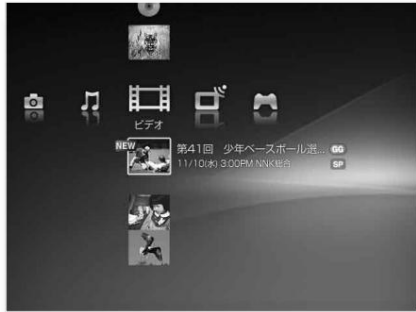 ビデオ
NEW
第41回 少年ベースボール選... GG
11/10(水) 3:00PM NNK総合 SP